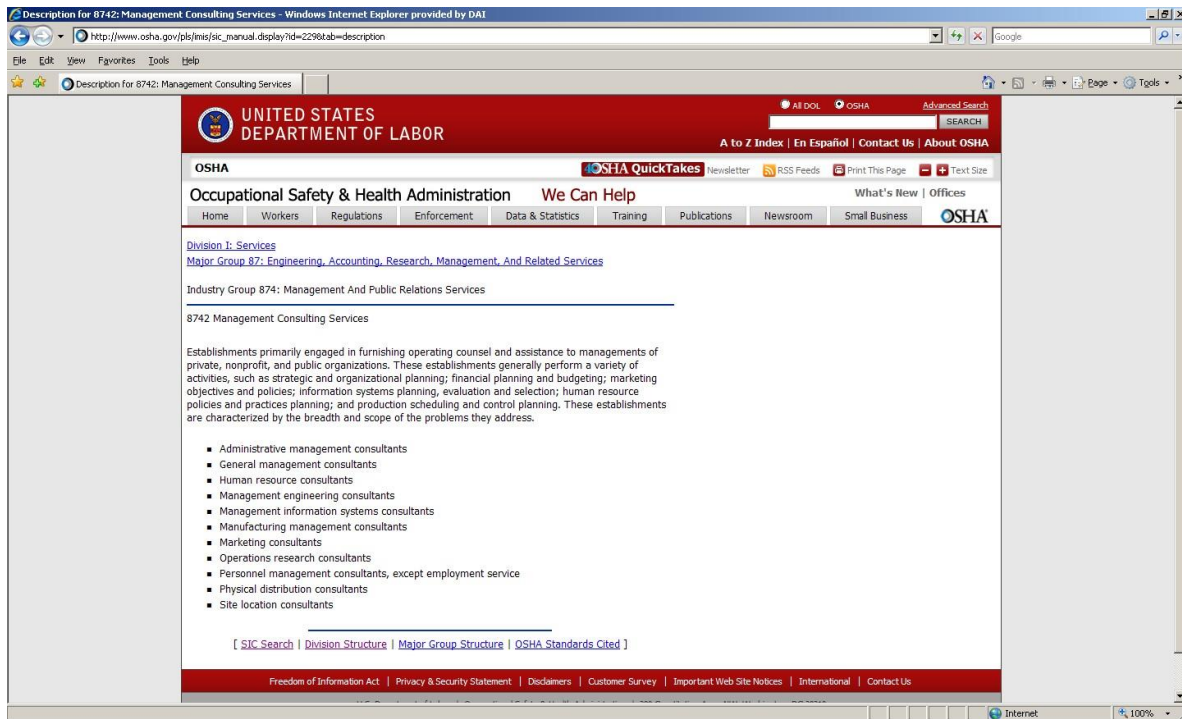 Description for 8742: Management Consulting Services - Windows Internet Explorer provided by DAI
http://www.osha.gov/pls/imis/sic_manual.display?id=229&tab=description
Google
File Edit View Favorites Tools Help
Description for 8742: Management Consulting Services
Page Tools
UNITED STATES
DEPARTMENT OF LABOR
All DOL OSHA Advanced Search
SEARCH
A to Z Index | En Español | Contact Us | About OSHA
OSHA
OSHA QuickTakes Newsletter RSS Feeds Print This Page Text Size
Occupational Safety & Health Administration We Can Help
What's New | Offices
Home Workers Regulations Enforcement Data & Statistics Training Publications Newsroom Small Business OSHA
Division I: Services
Major Group 87: Engineering, Accounting, Research, Management, And Related Services
Industry Group 874: Management And Public Relations Services
8742 Management Consulting Services
Establishments primarily engaged in furnishing operating counsel and assistance to managements of
private, nonprofit, and public organizations. These establishments generally perform a variety of
activities, such as strategic and organizational planning; financial planning and budgeting; marketing
objectives and policies; information systems planning, evaluation and selection; human resource
policies and practices planning; and production scheduling and control planning. These establishments
are characterized by the breadth and scope of the problems they address.
▪ Administrative management consultants
▪ General management consultants
▪ Human resource consultants
▪ Management engineering consultants
▪ Management information systems consultants
▪ Manufacturing management consultants
▪ Marketing consultants
▪ Operations research consultants
▪ Personnel management consultants, except employment service
▪ Physical distribution consultants
▪ Site location consultants
[ SIC Search | Division Structure | Major Group Structure | OSHA Standards Cited ]
Freedom of Information Act | Privacy & Security Statement | Disclaimers | Customer Survey | Important Web Site Notices | International | Contact Us
Internet 100%